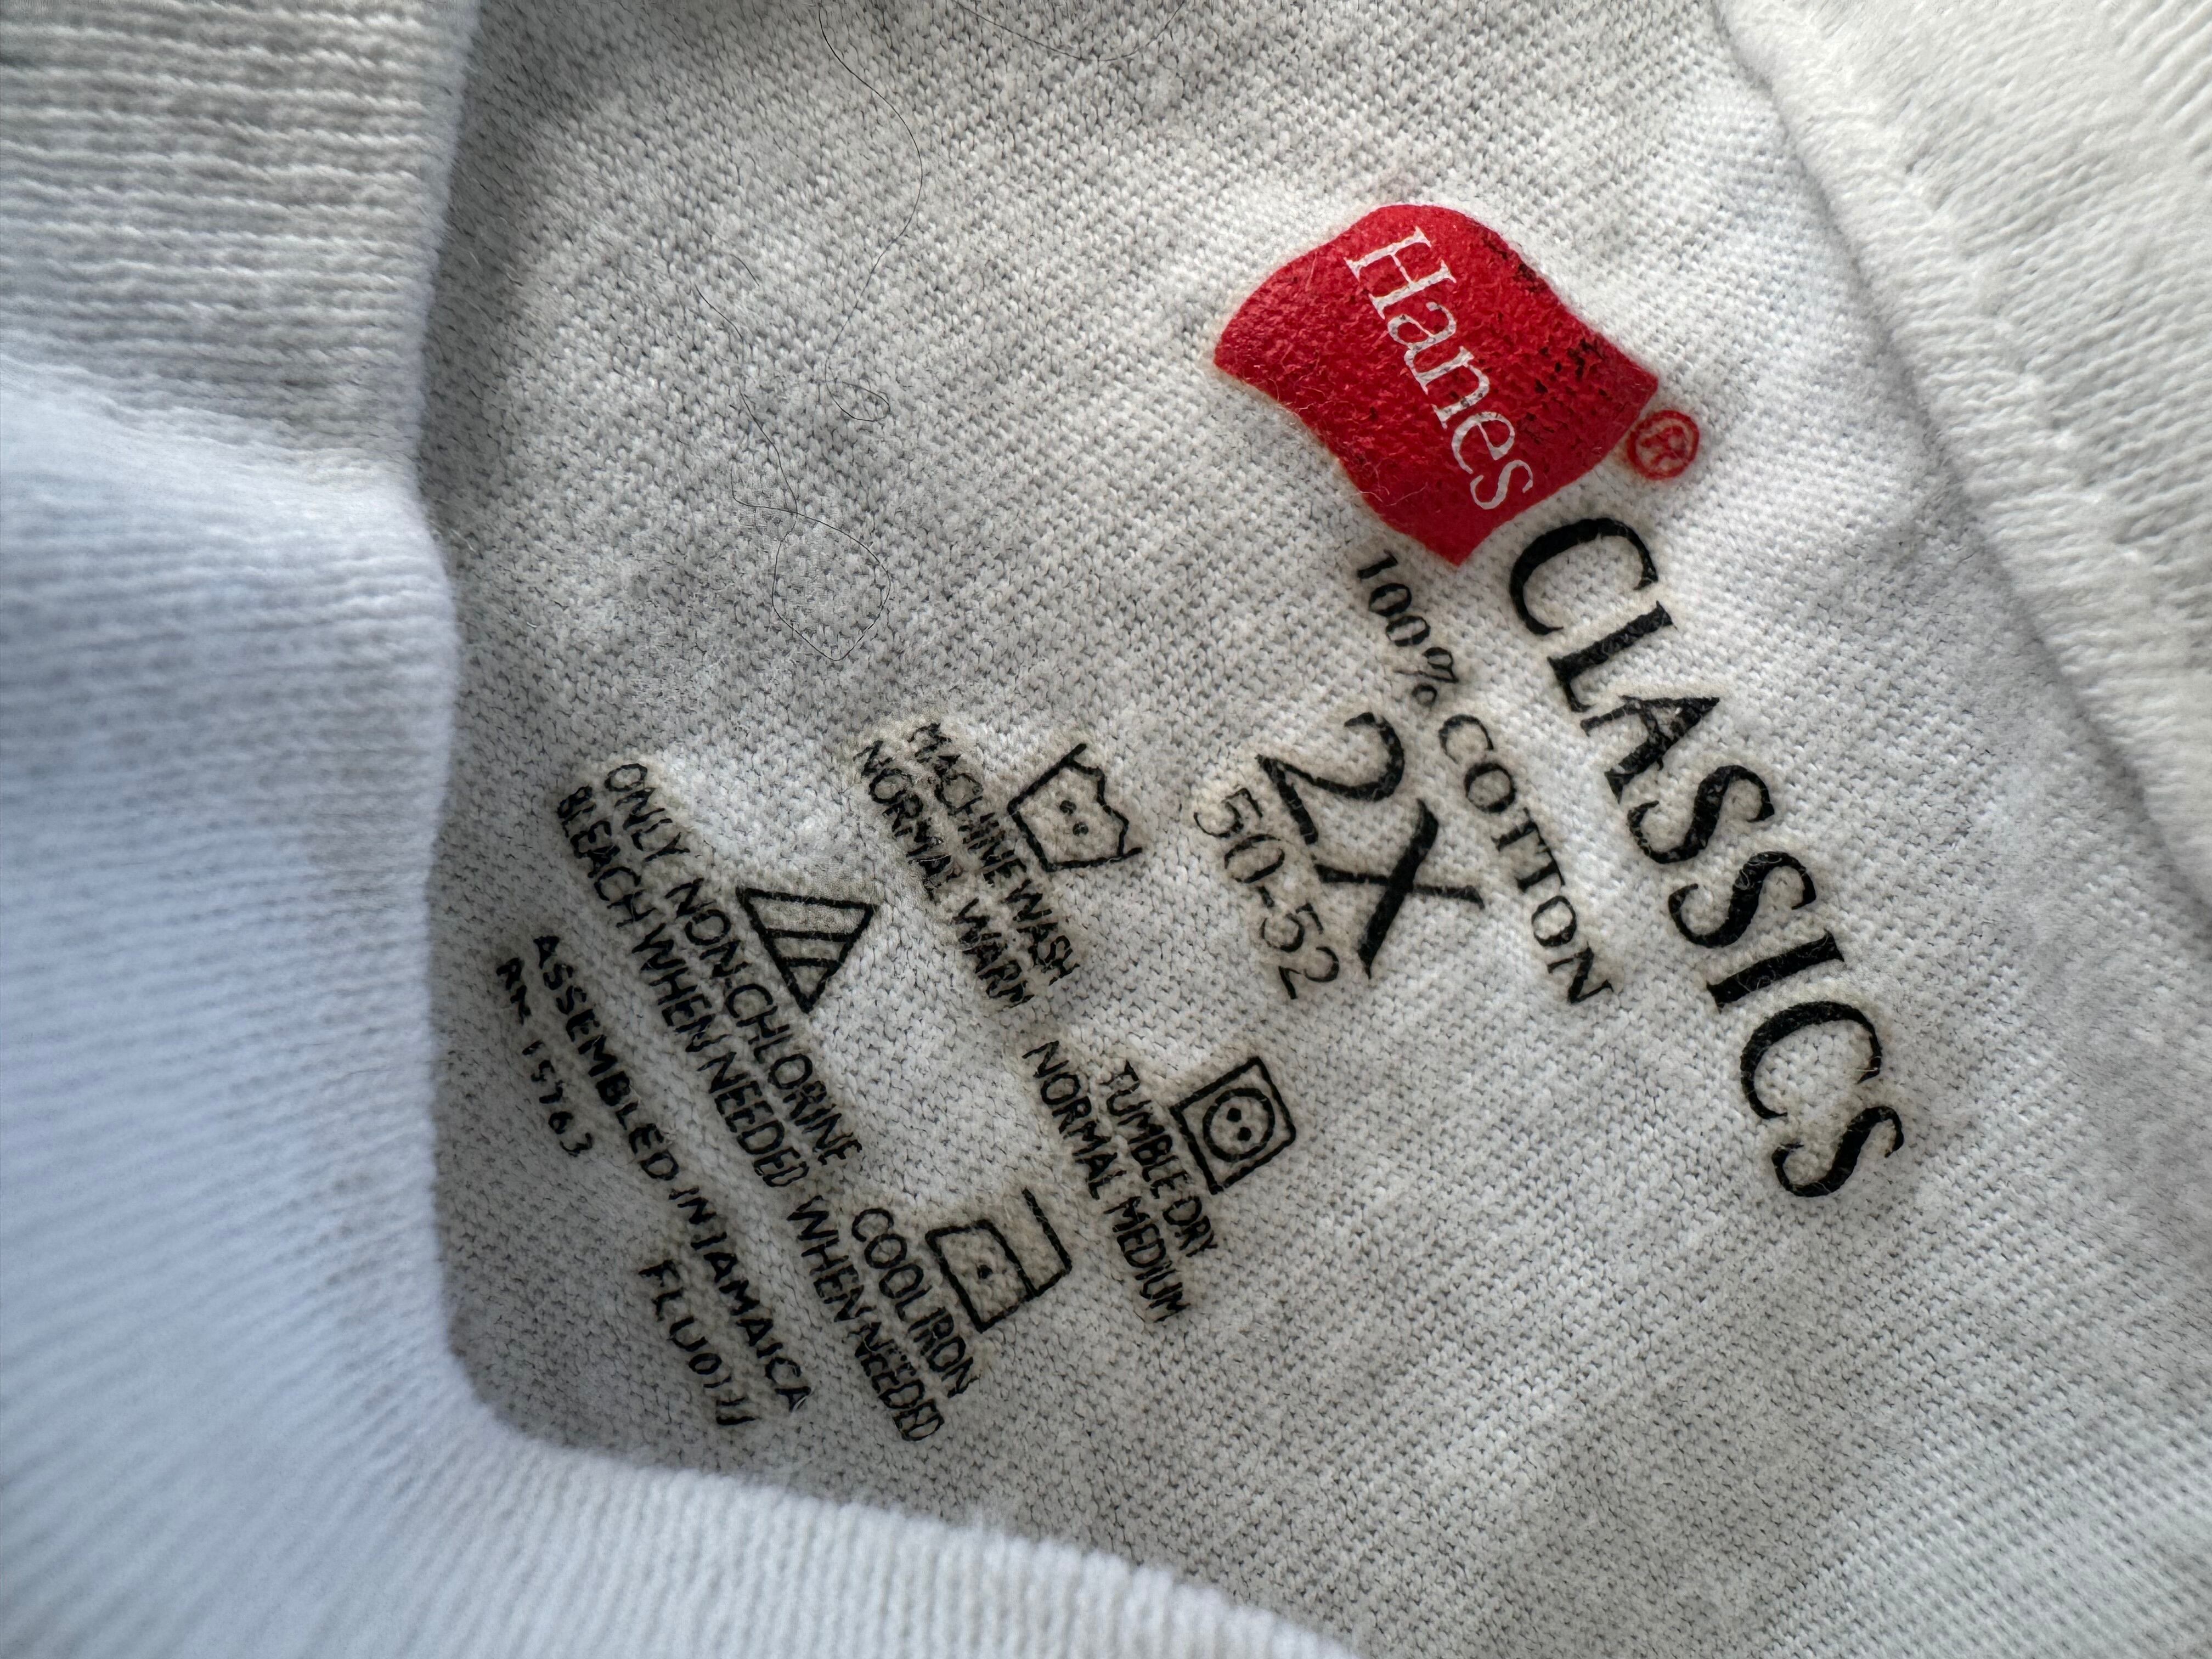 Hanes®
CLASSICS
100% COTTON
2X
50-52
MACHINE WASH
NORMAL WARM
TUMBLE DRY
NORMAL MEDIUM
ONLY NON-CHLORINE
BLEACH WHEN NEEDED
COOL IRON
WHEN NEEDED
ASSEMBLED IN JAMAICA
RN 15763